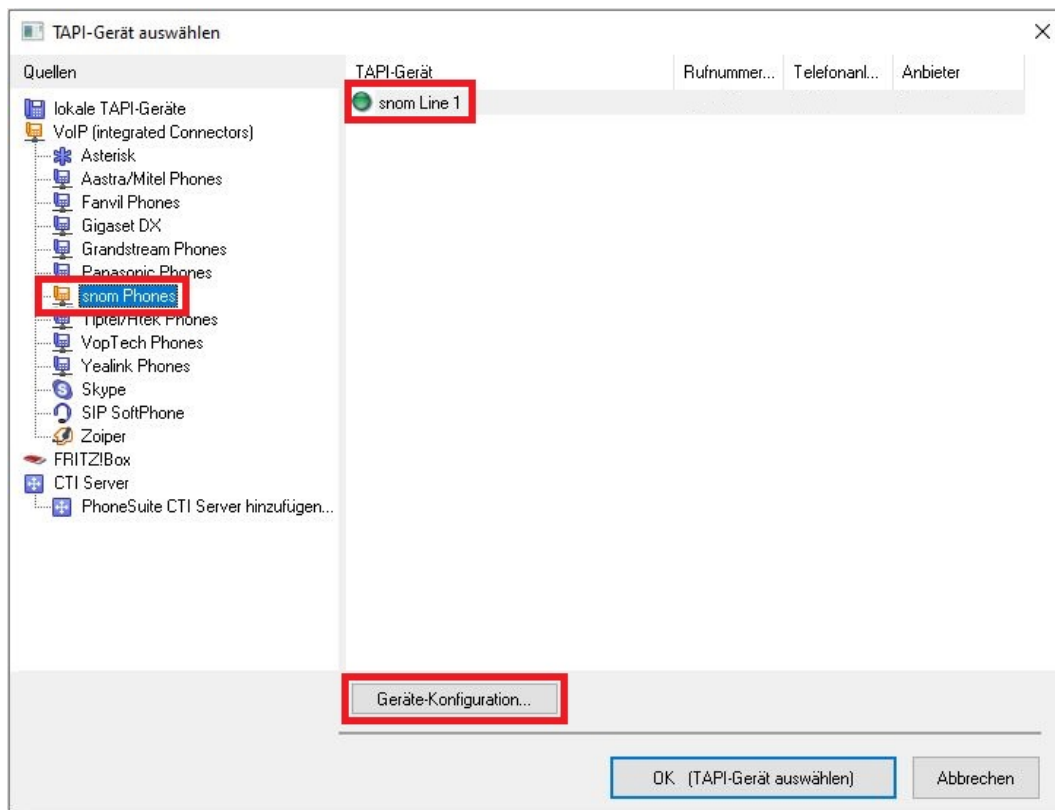 TAPI-Gerät auswählen
Quellen
lokale TAPI-Geräte
VoIP (integrated Connectors)
Asterisk
Aastra/Mitel Phones
Fanvil Phones
Gigaset DX
Grandstream Phones
Panasonic Phones
snom Phones
Tiptel/Htek Phones
VopTech Phones
Yealink Phones
Skype
SIP SoftPhone
Zoiper
FRITZ!Box
CTI Server
PhoneSuite CTI Server hinzufügen...
TAPI-Gerät Rufnummer... Telefonanl... Anbieter
snom Line 1
Geräte-Konfiguration...
OK (TAPI-Gerät auswählen) Abbrechen